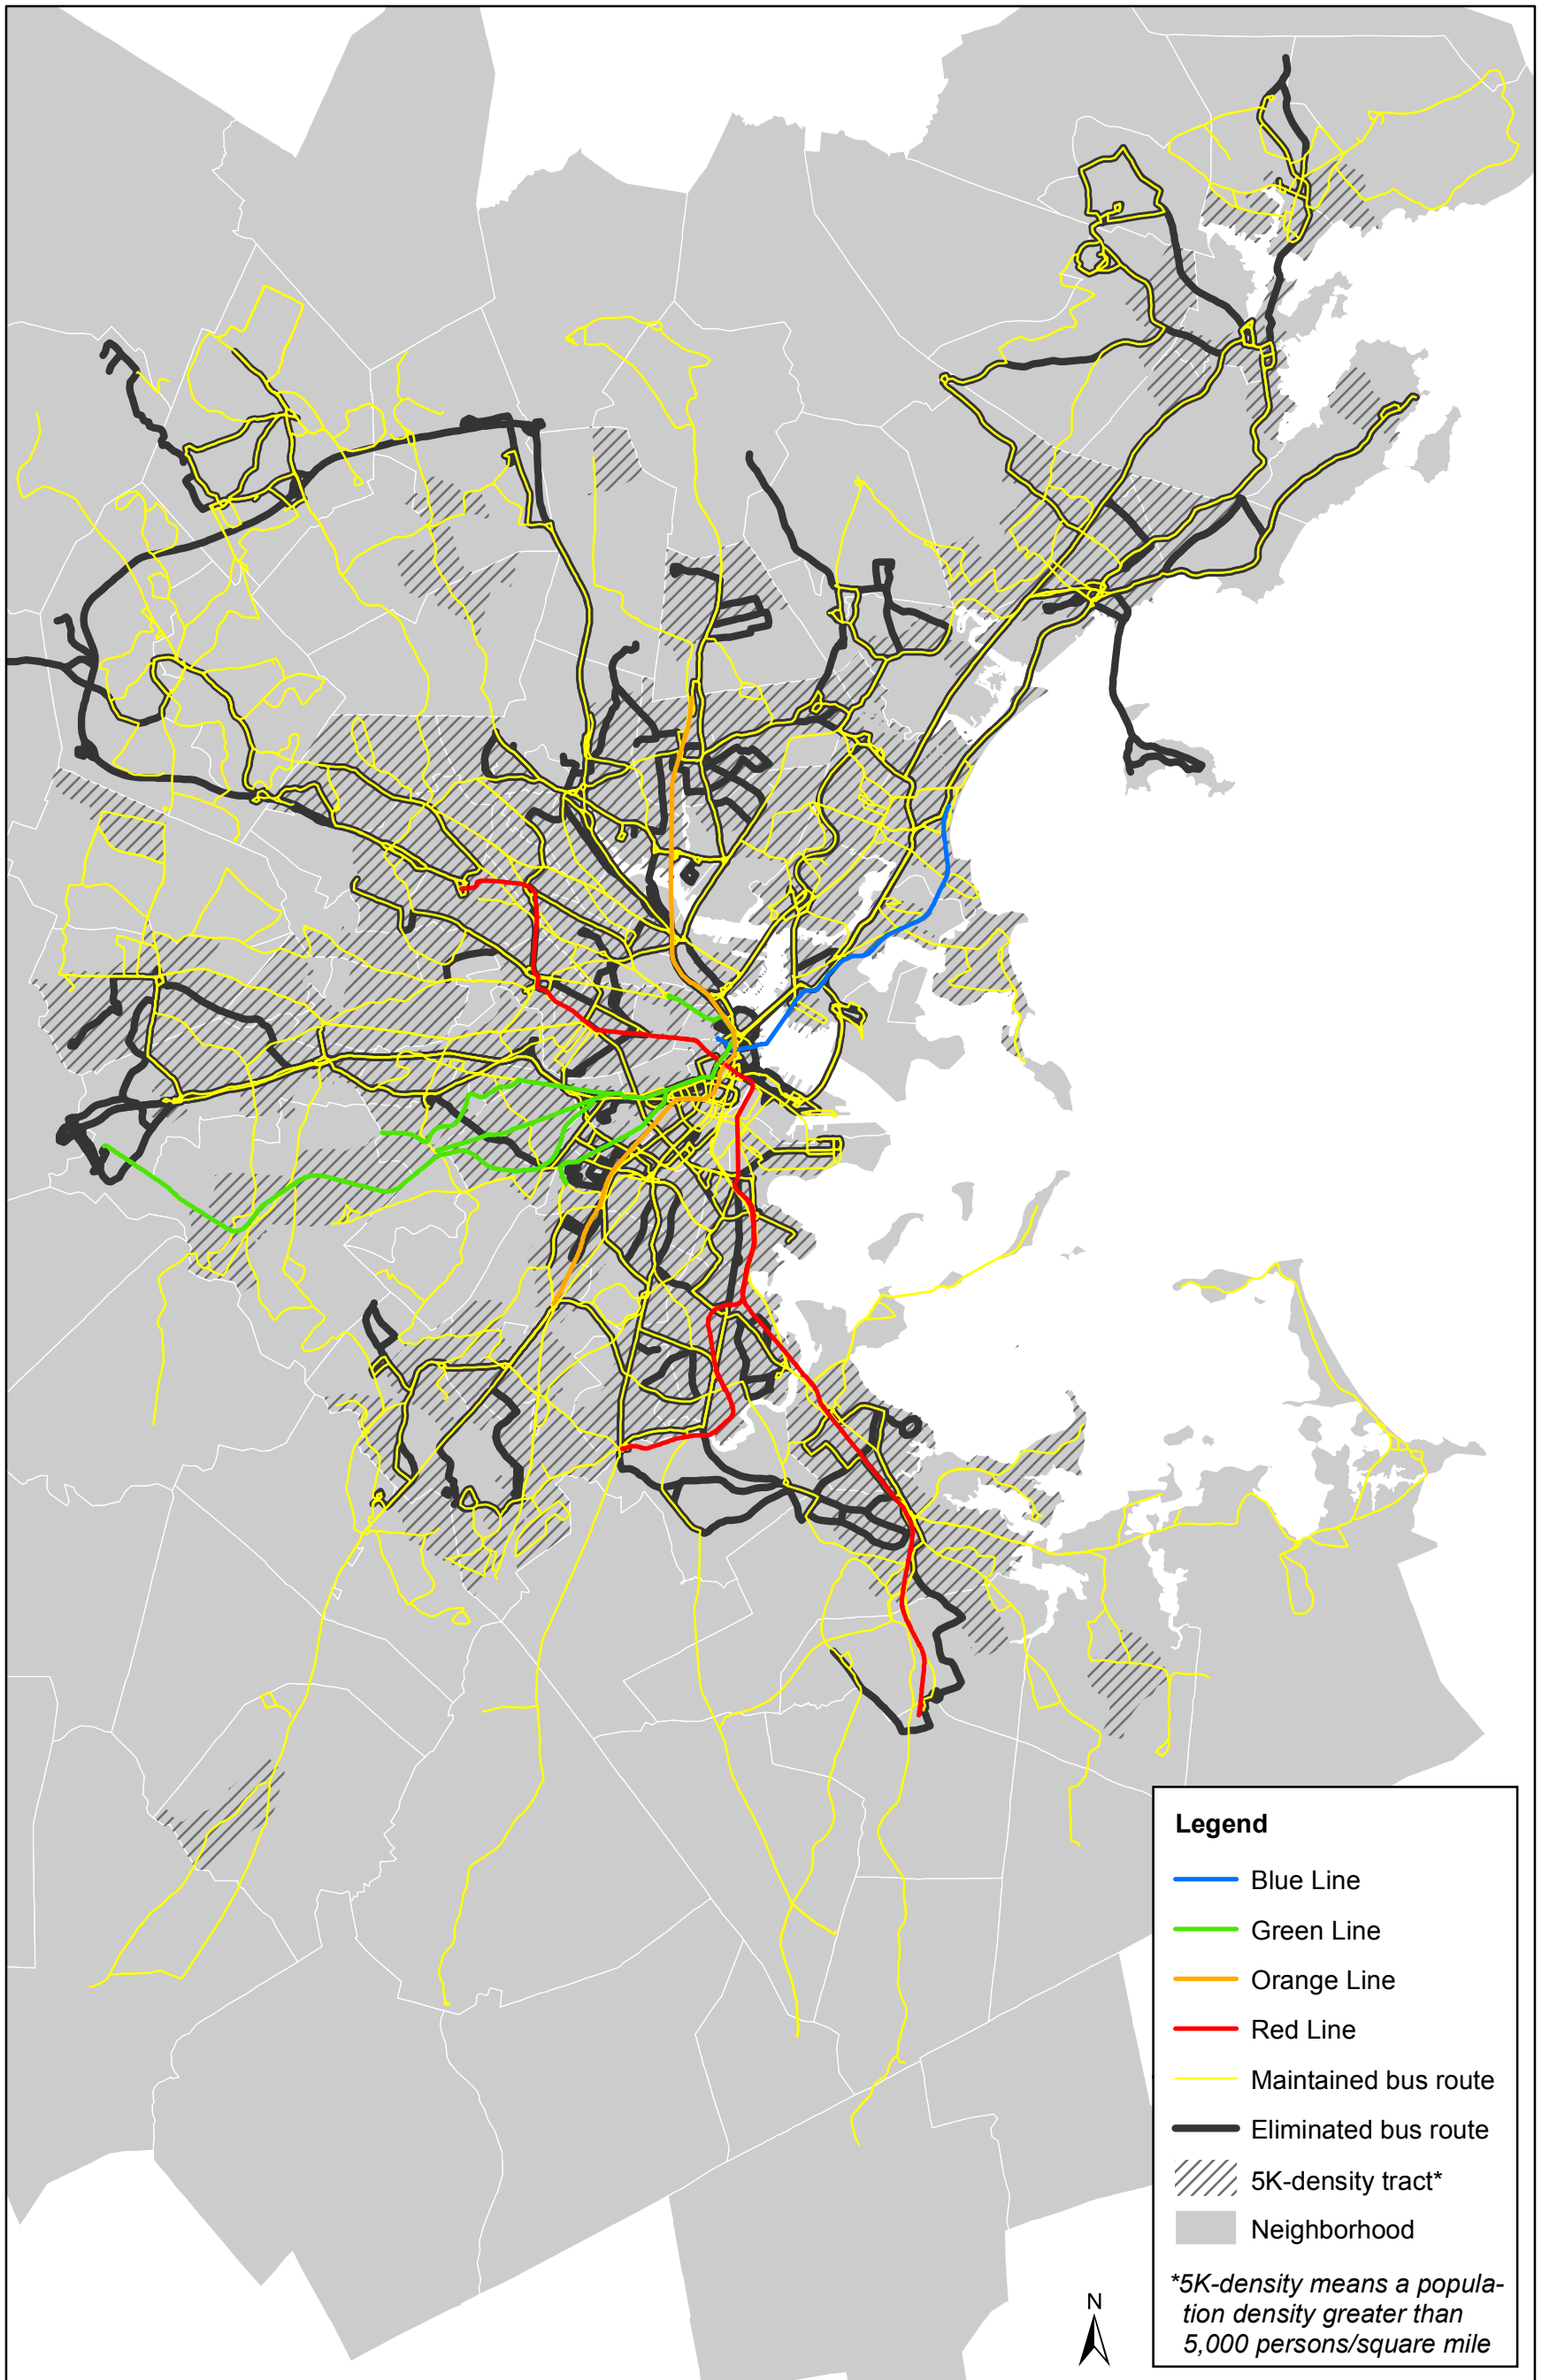 Legend
Blue Line
Green Line
Orange Line
Red Line
Maintained bus route
Eliminated bus route
5K-density tract*
Neighborhood
*5K-density means a popula-
tion density greater than
5,000 persons/square mile
N